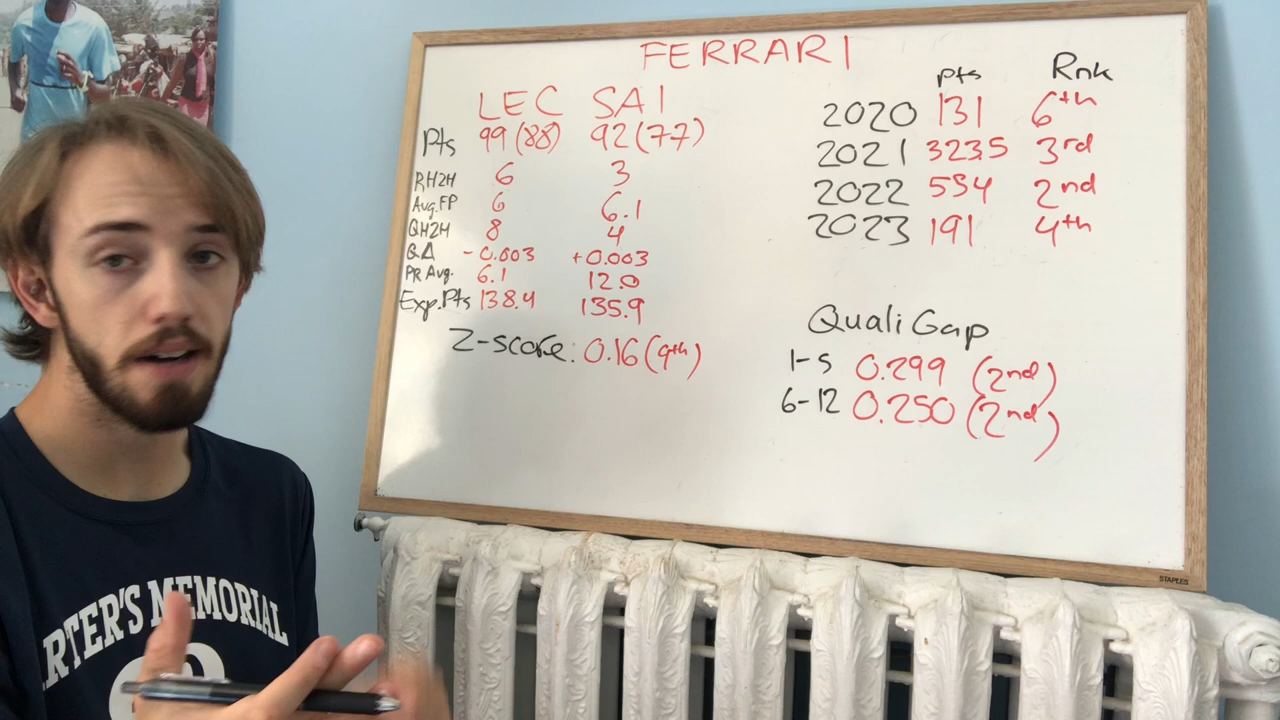 FERRARI
LEC SAI
Pts 99 (88) 92 (77)
RH2H 6 3
Avg. FP 6 6.1
QH2H 8 4
QΔ -0.003 +0.003
PR Avg. 6.1 12.0
Exp. Pts 138.4 135.9
Z-score: 0.16 (9th)
pts Rnk
2020 131 6th
2021 323.5 3rd
2022 554 2nd
2023 191 4th
Quali Gap
1-5 0.299 (2nd)
6-12 0.250 (2nd)
STAPLES
RTER'S MEMORIAL